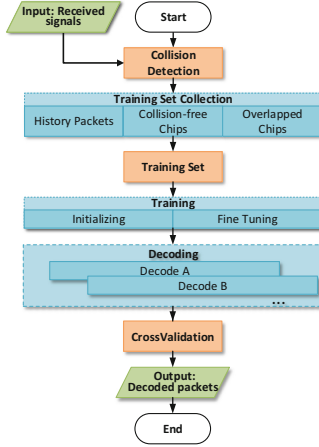 Input: Received
signals
Start
Collision
Detection
Training Set Collection
History Packets
Collision-free
Chips
Overlapped
Chips
Training Set
Training
Initializing
Fine Tuning
Decoding
Decode A
Decode B
...
CrossValidation
Output:
Decoded packets
End